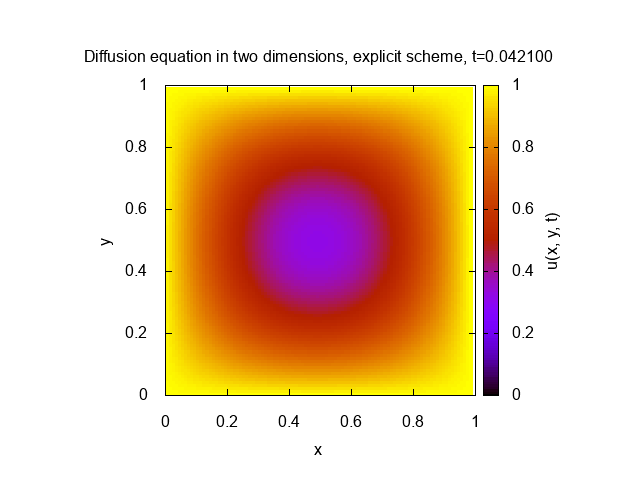 Diffusion equation in two dimensions, explicit scheme, t=0.042100
1
0.8
0.6
0.4
0.2
0
y
0 0.2 0.4 0.6 0.8 1
x
1
0.8
0.6
0.4
0.2
0
u(x, y, t)